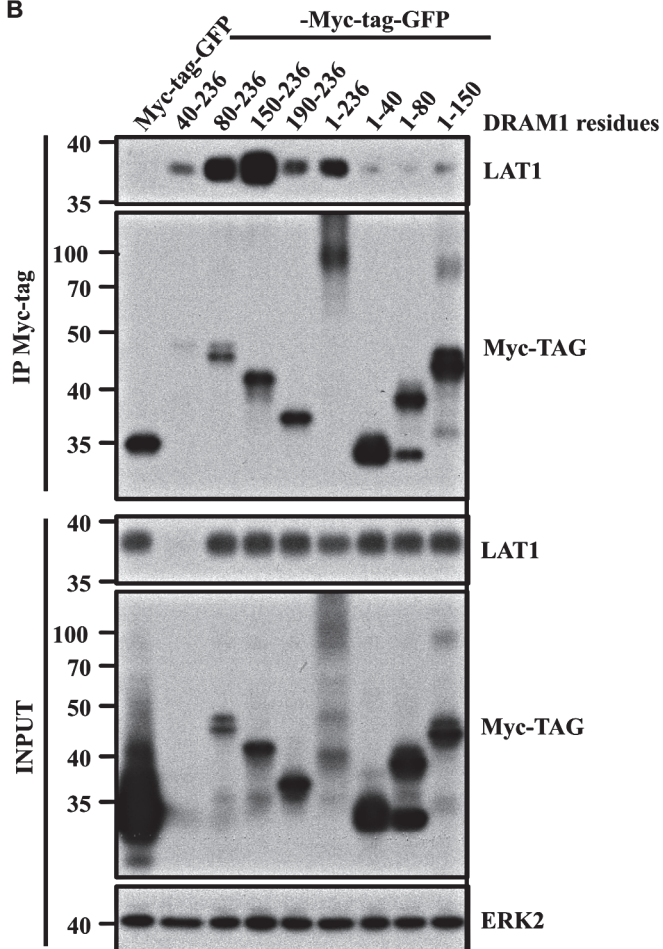 B
-Myc-tag-GFP
Myc-tag-GFP
40-236
80-236
150-236
190-236
1-236
1-40
1-80
1-150
DRAM1 residues
IP Myc-tag
40
35
LAT1
100
70
50
40
35
Myc-TAG
INPUT
40
35
LAT1
100
70
50
40
35
Myc-TAG
40
ERK2